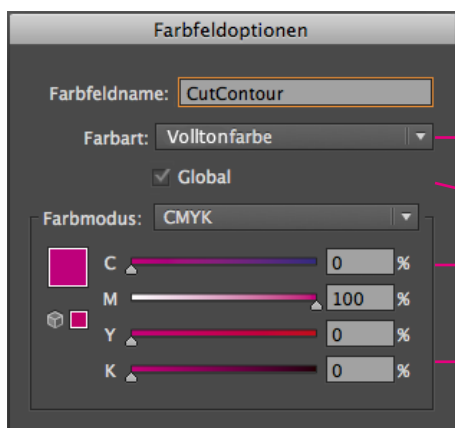 Farbfeldoptionen
Farbfeldname: CutContour
Farbart: Volltonfarbe
Global
Farbmodus: CMYK
C 0 %
M 100 %
Y 0 %
K 0 %